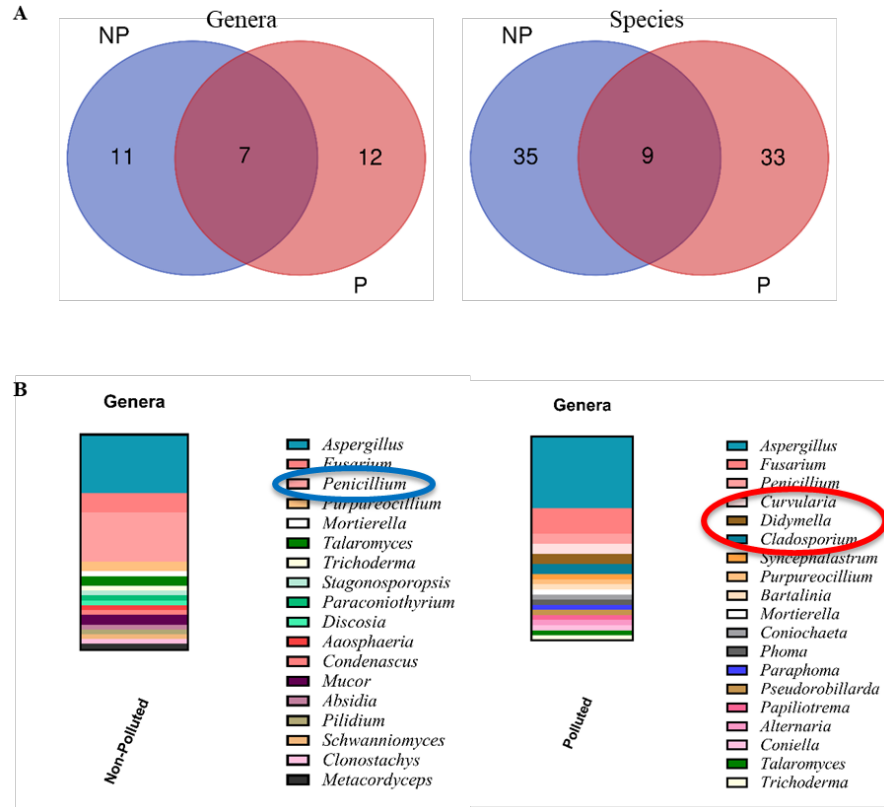 A
Genera
Species
NP
NP
11
7
12
35
9
33
P
P
B
Genera
Aspergillus
Fusarium
Penicillium
Purpureocillium
Mortierella
Talaromyces
Trichoderma
Stagonosporopsis
Paraconiothyrium
Discosia
Aaosphaeria
Condenascus
Mucor
Absidia
Pilidium
Schwanniomyces
Clonostachys
Metacordyceps
Non-Polluted
Genera
Aspergillus
Fusarium
Penicillium
Curvularia
Didymella
Cladosporium
Syncephalastrum
Purpureocillium
Bartalinia
Mortierella
Coniochaeta
Phoma
Paraphoma
Pseudorobillarda
Papiliotrema
Alternaria
Coniella
Talaromyces
Trichoderma
Polluted